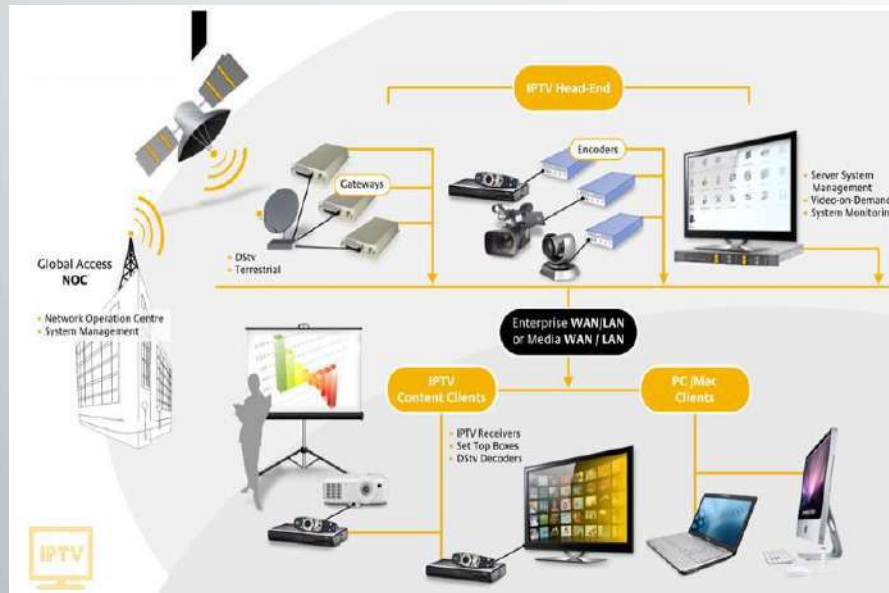 IPTV Head-End
Gateways
Encoders
DStv
Terrestrial
Server System
Management
Video-on-Demand
System Monitorin
Global Access
NOC
Network Operation Centre
System Management
Enterprise WAN/LAN
or Media WAN / LAN
IPTV
Content Clients
PC /Mac
Clients
IPTV Receivers
Set Top Boxes
DStv Decoders
IPTV